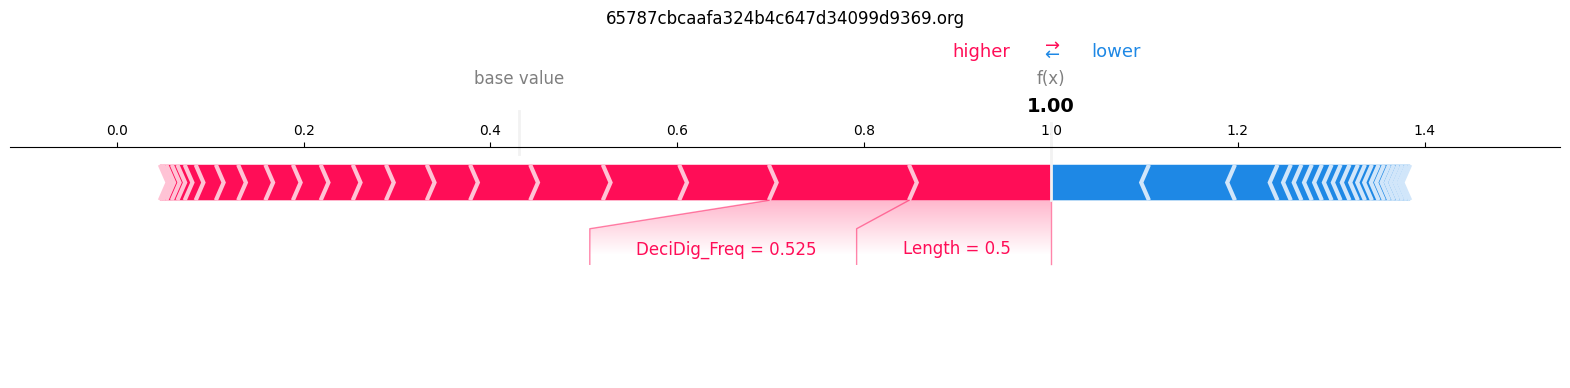 65787cbcaafa324b4c647d34099d9369.org
higher ⇄ lower
base value f(x)
1.00
0.0 0.2 0.4 0.6 0.8 1.0 1.2 1.4
DeciDig_Freq = 0.525 Length = 0.5